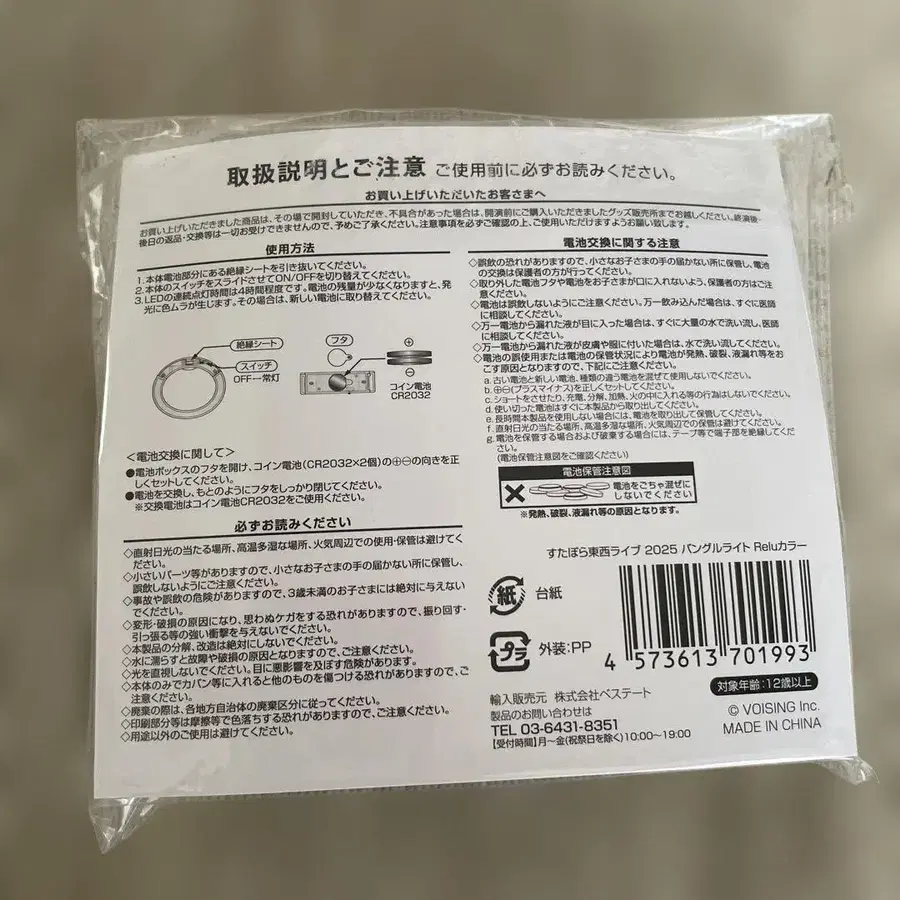 取扱説明とご注意 ご使用前に必ずお読みください。
お買い上げいただいたお客さまへ
お買い上げいただきました商品は、その場で開封していただき、不具合があった場合は、開演前にご購入いただきましたグッズ販売所までお越しください。終演後・
後日の返品・交換等は一切お受けできませんので、予めご了承ください。注意事項を必ずご確認の上、ご使用いただけますようお願い致します。
使用方法
1.本体電池部分にある絶縁シートを引き抜いてください。
2.本体のスイッチをスライドさせてON/OFFを切り替えてください。
3.LEDの連続点灯時間は4時間程度です。電池の残量が少なくなりますと、発
光に色ムラが生じます。その場合は、新しい電池に取り替えてください。
絶縁シート
スイッチ
OFF―常灯
フタ
⊕
⊖
コイン電池
CR2032
<電池交換に関して>
●電池ボックスのフタを開け、コイン電池(CR2032×2個)の⊕⊖の向きを正
しくセットしてください。
●電池を交換し、もとのようにフタをしっかり閉じてください。
※交換電池はコイン電池CR2032をご使用ください。
必ずお読みください
◇直射日光の当たる場所、高温多湿な場所、火気周辺での使用・保管は避けてく
ださい。
◇小さいパーツ等がありますので、小さなお子さまの手の届かない所に保管し、
誤飲しないようにご注意ください。
◇事故や誤飲の危険がありますので、3歳未満のお子さまには絶対に与えない
でください。
◇変形・破損の原因になり、思わぬケガをする恐れがありますので、振り回す・
引っ張る等の強い衝撃を与えないでください。
◇本製品の分解、改造は絶対にしないでください。
◇水に濡らすと故障や破損の原因となりますので、ご注意ください。
◇光を直視しないでください。目に悪影響を及ぼす危険があります。
◇本体のみでカバン等に入れると他のものを傷つける恐れがありますので、ご
注意ください。
◇廃棄の際は、各地方自治体の廃棄区分に従ってください。
◇印刷部分等は摩擦等で色落ちする恐れがありますので、ご注意ください。
◇用途以外のご使用は避けてください。
電池交換に関する注意
◇誤飲の恐れがありますので、小さなお子さまの手の届かない所に保管し、電池
の交換は保護者の方が行ってください。
◇取り外した電池フタや電池をお子さまが口に入れないよう、保護者の方はご注
意ください。
◇電池は誤飲しないようにご注意ください。万一飲み込んだ場合は、すぐに医師
に相談してください。
◇万一電池から漏れた液が目に入った場合は、すぐに大量の水で洗い流し、医師
に相談してください。
◇万一電池から漏れた液が皮膚や服に付いた場合は、水で洗い流してください。
◇電池の誤使用または電池の保管状況により電池が発熱、破裂、液漏れ等をお
こす原因となりますので、下記にご注意ください。
a.古い電池と新しい電池、種類の違う電池を混ぜて使用しないでください。
b.⊕⊖(プラスマイナス)を正しくセットしてください。
c.ショートをさせたり、充電、分解、加熱、火の中に入れる等の行為はしないでください。
d.使い切った電池はすぐに本製品から取り出してください。
e.長時間本製品を使用しない場合には、電池を取り出して保管してください。
f.直射日光の当たる場所、高温多湿な場所、火気周辺での保管は避けてください。
g.電池を保管する場合および破棄する場合には、テープ等で端子部を絶縁してくだ
さい。
(電池保管注意図をご確認ください)
電池保管注意図
電池をごちゃ混ぜに
しないでください
※発熱、破裂、液漏れ等の原因となります。
すたぽら東西ライブ 2025 バングルライト Reluカラー
紙 台紙
プラ 外装:PP
4 573613 701993
対象年齢:12歳以上
輸入販売元 株式会社ベステート
製品のお問い合わせは
TEL 03-6431-8351
【受付時間】月~金(祝祭日を除く)10:00~19:00
© VOISING Inc.
MADE IN CHINA